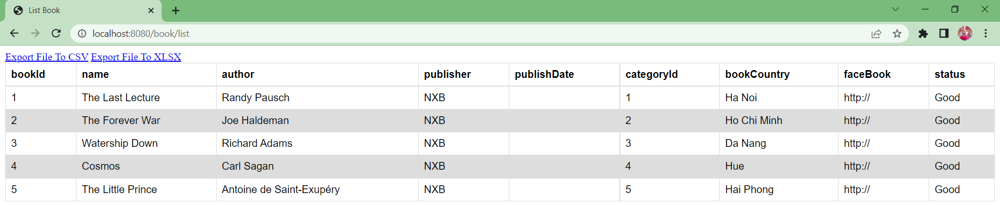 List Book
localhost:8080/book/list
Export File To CSV Export File To XLSX
bookId name author publisher publishDate categoryId bookCountry faceBook status
1 The Last Lecture Randy Pausch NXB 1 Ha Noi http:// Good
2 The Forever War Joe Haldeman NXB 2 Ho Chi Minh http:// Good
3 Watership Down Richard Adams NXB 3 Da Nang http:// Good
4 Cosmos Carl Sagan NXB 4 Hue http:// Good
5 The Little Prince Antoine de Saint-Exupéry NXB 5 Hai Phong http:// Good